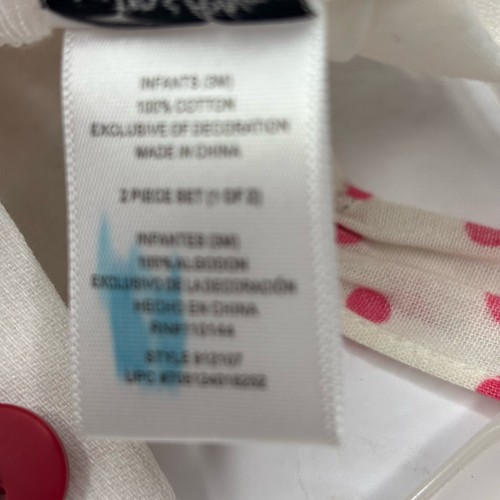 INFANTS (3M)
100% COTTON
EXCLUSIVE OF DECORATION
MADE IN CHINA
2 PIECE SET (1 OF 2)
INFANTES (3M)
100% ALGODON
EXCLUSIVO DE LA DECORACIÓN
HECHO EN CHINA
STYLE
UPC